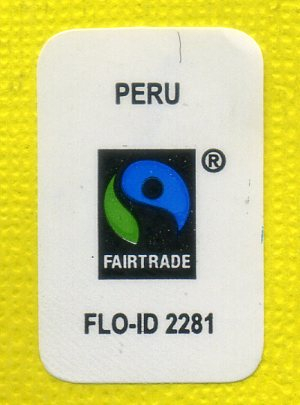 PERU
®
FAIRTRADE
FLO-ID 2281